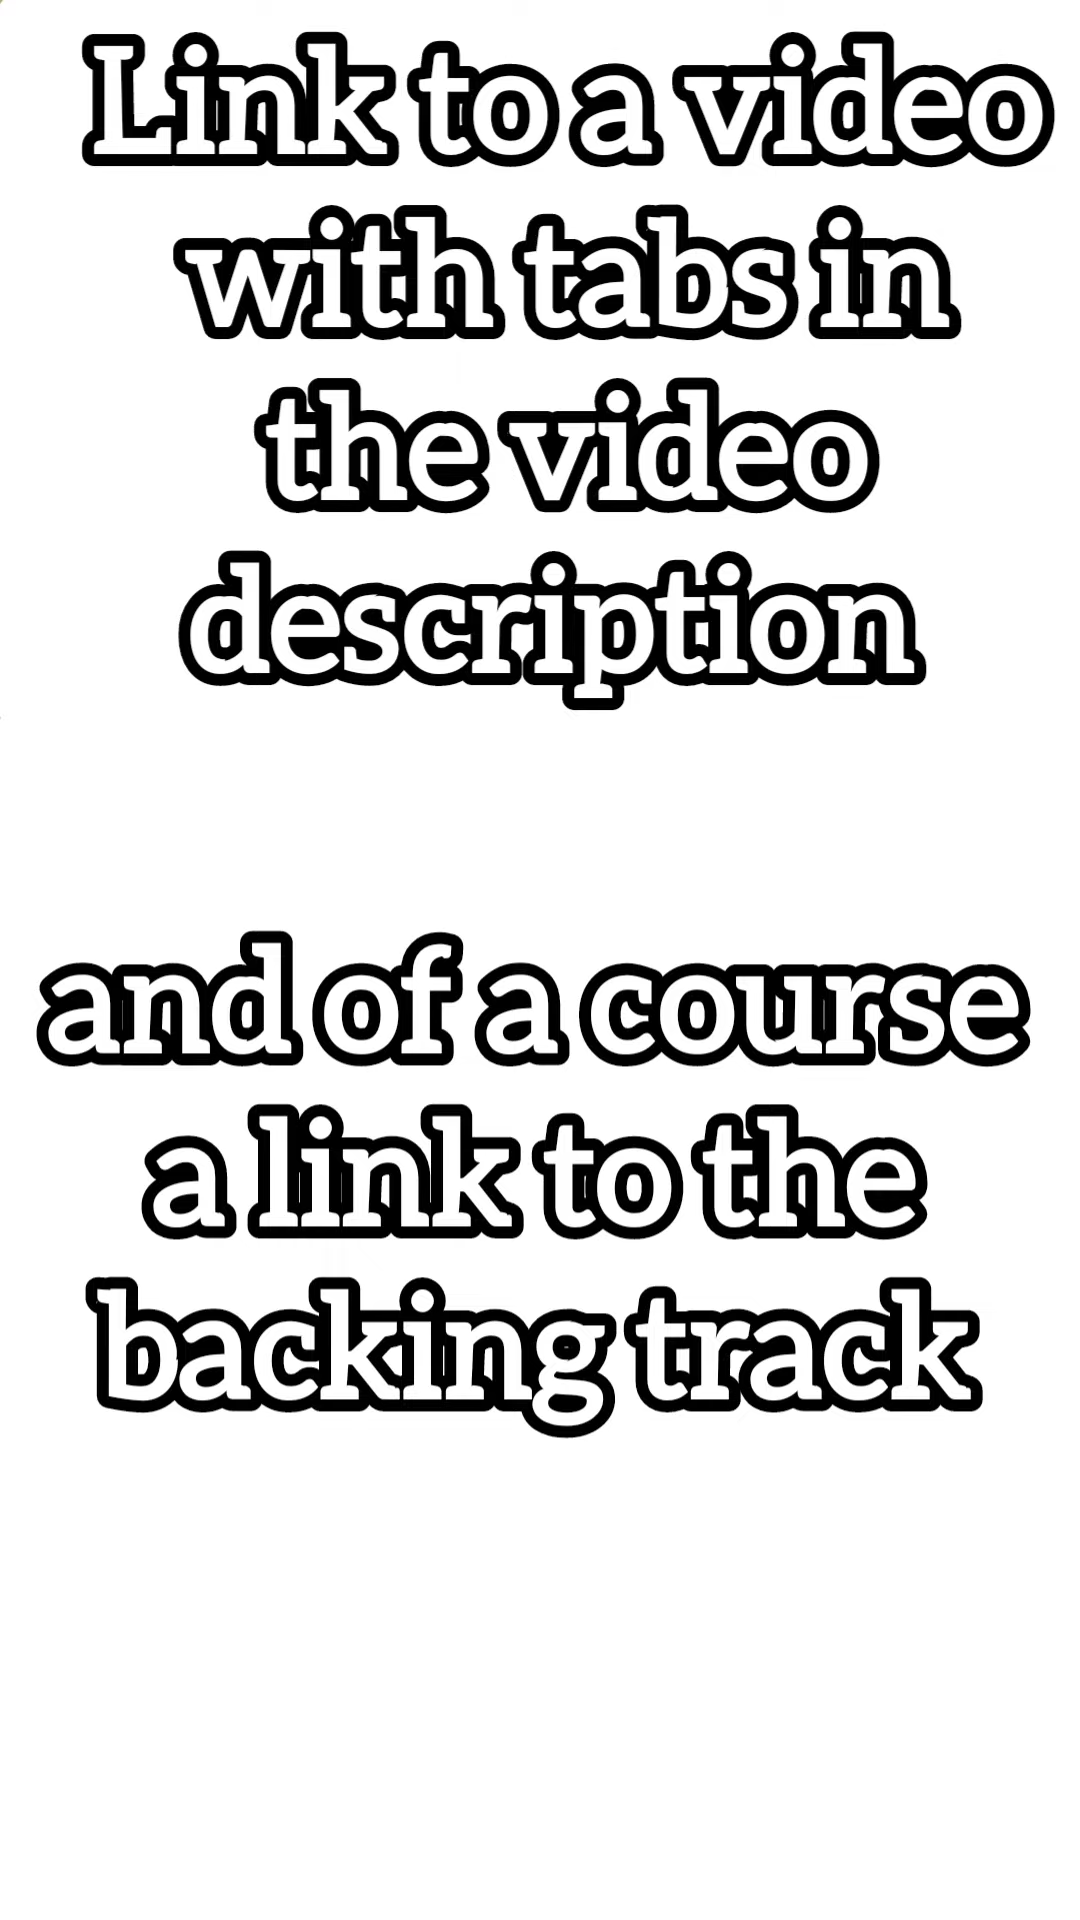 Link to a video
with tabs in
the video
description
and of a course
a link to the
backing track